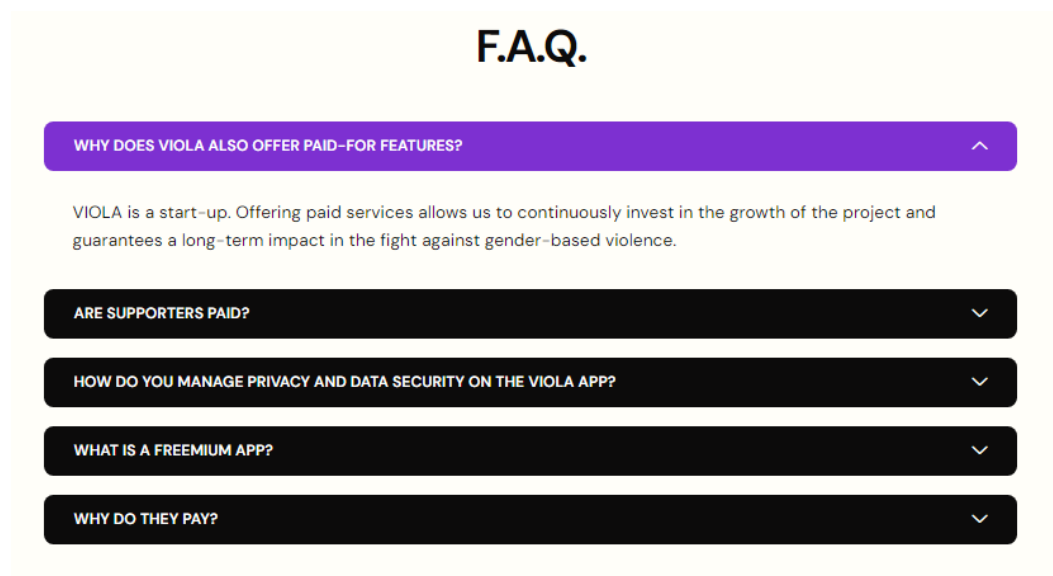 F.A.Q.
WHY DOES VIOLA ALSO OFFER PAID-FOR FEATURES?
VIOLA is a start-up. Offering paid services allows us to continuously invest in the growth of the project and
guarantees a long-term impact in the fight against gender-based violence.
ARE SUPPORTERS PAID?
HOW DO YOU MANAGE PRIVACY AND DATA SECURITY ON THE VIOLA APP?
WHAT IS A FREEMIUM APP?
WHY DO THEY PAY?